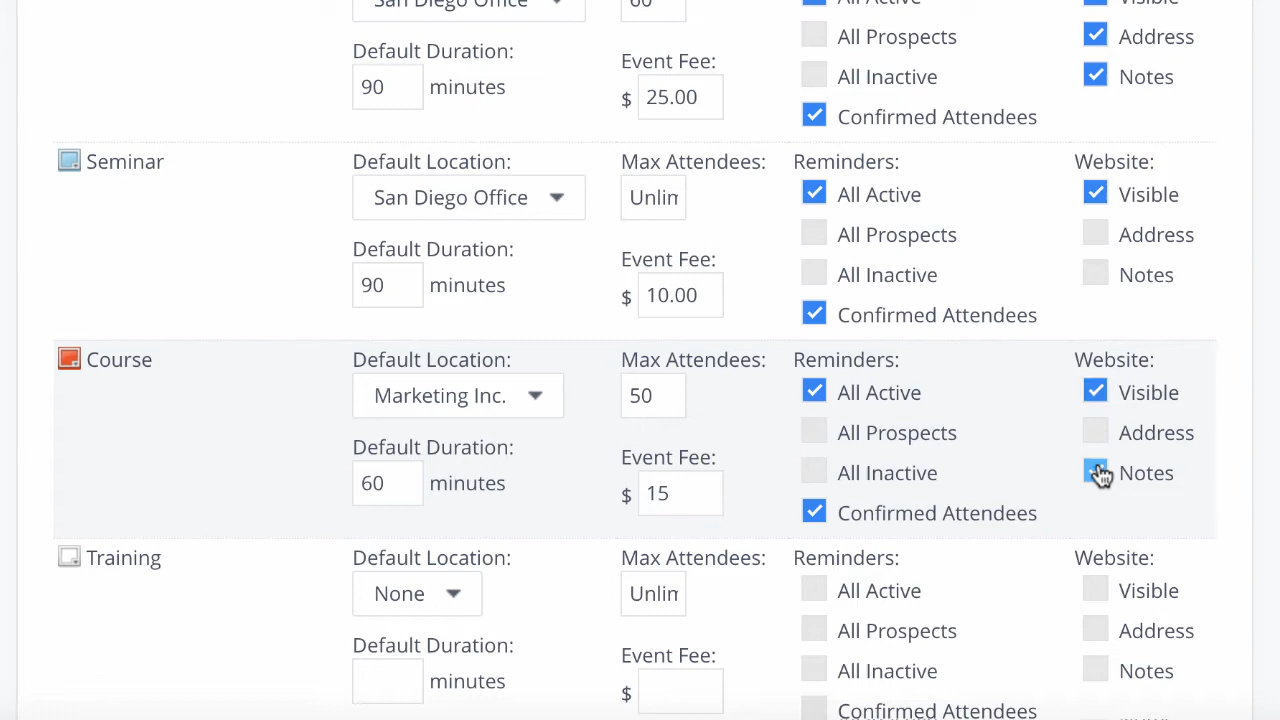 San Diego Office
60
All Active
Visible
All Prospects
Address
Default Duration:
Event Fee:
All Inactive
Notes
90 minutes
$ 25.00
Confirmed Attendees
Seminar
Default Location:
Max Attendees:
Reminders:
Website:
San Diego Office
Unlim
All Active
Visible
All Prospects
Address
Default Duration:
Event Fee:
All Inactive
Notes
90 minutes
$ 10.00
Confirmed Attendees
Course
Default Location:
Max Attendees:
Reminders:
Website:
Marketing Inc.
50
All Active
Visible
All Prospects
Address
Default Duration:
Event Fee:
All Inactive
Notes
60 minutes
$ 15
Confirmed Attendees
Training
Default Location:
Max Attendees:
Reminders:
Website:
None
Unlim
All Active
Visible
All Prospects
Address
Default Duration:
Event Fee:
All Inactive
Notes
minutes
$
Confirmed Attendees